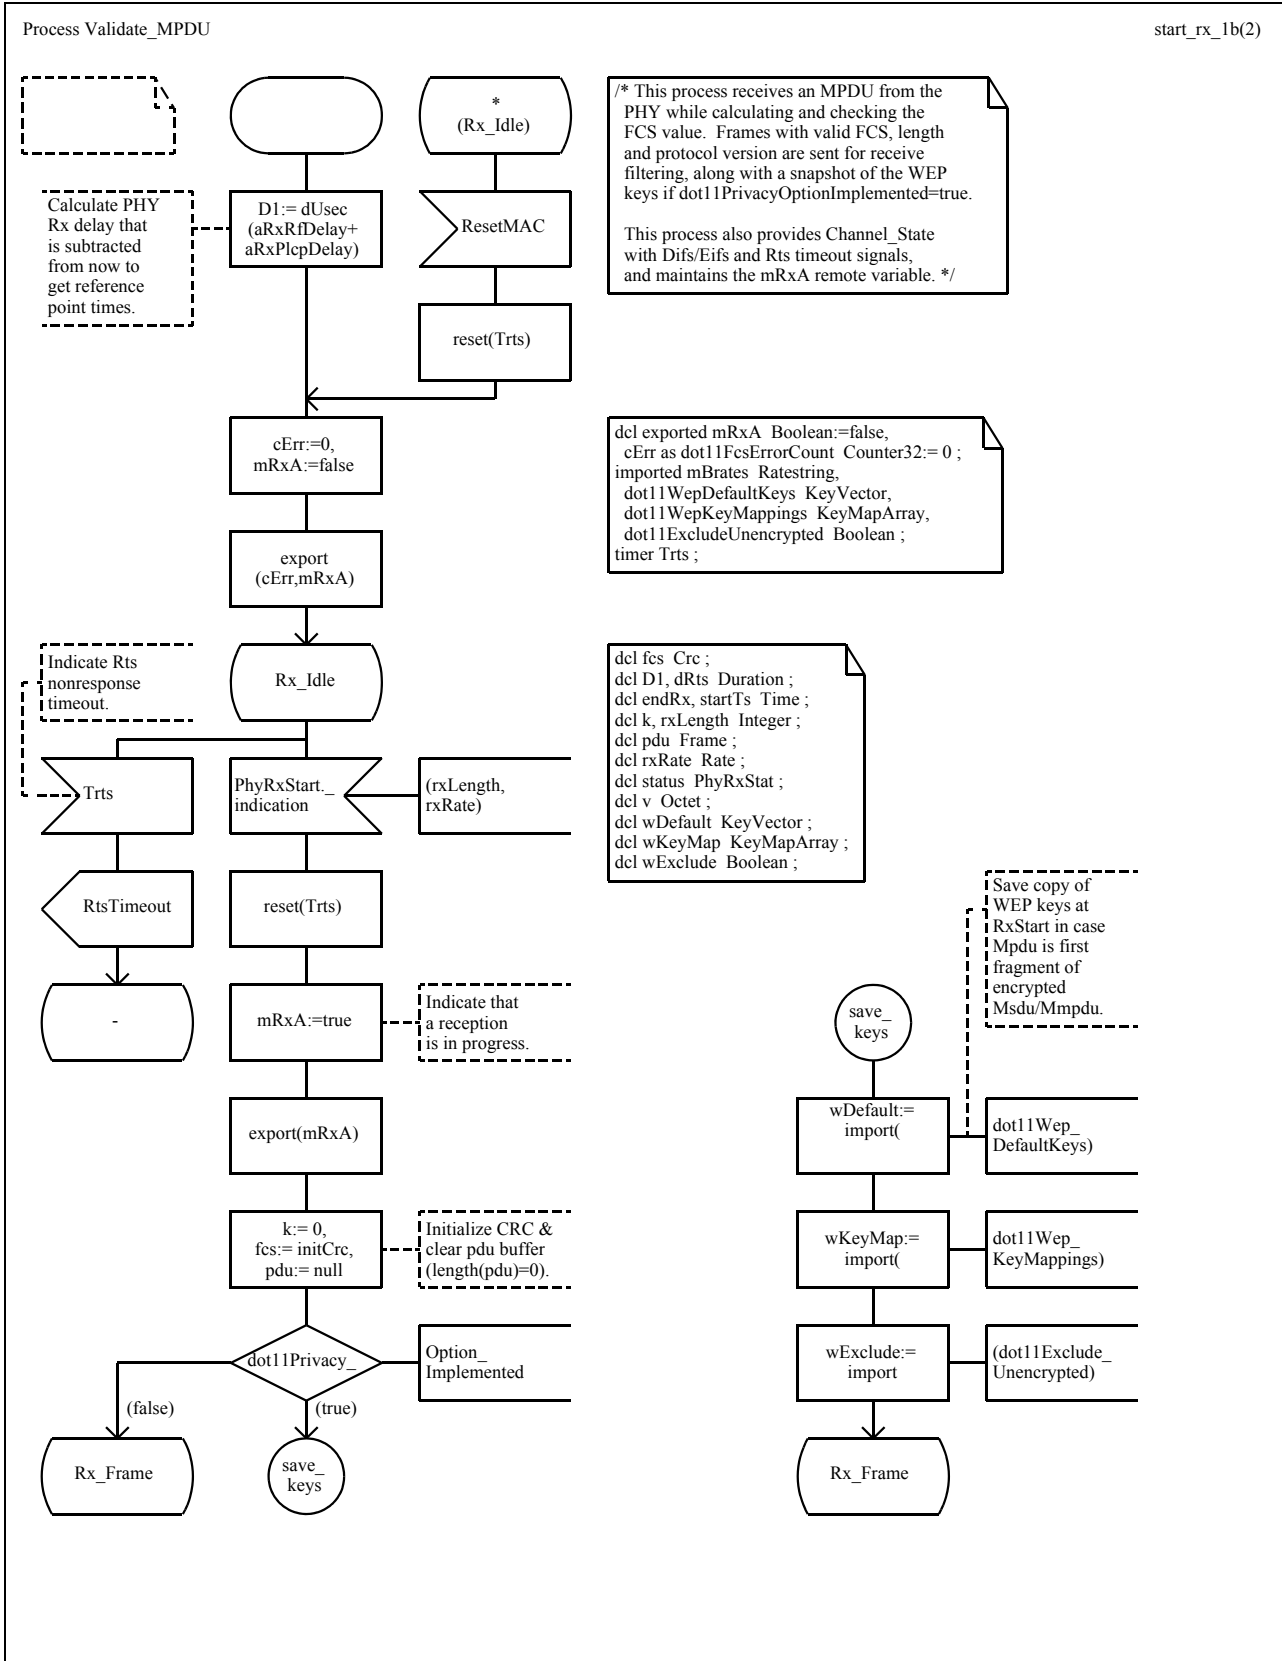 Process Validate_MPDU
start_rx_1b(2)
*
(Rx_Idle)
/* This process receives an MPDU from the
PHY while calculating and checking the
FCS value.  Frames with valid FCS, length
and protocol version are sent for receive
filtering, along with a snapshot of the WEP
keys if dot11PrivacyOptionImplemented=true.
This process also provides Channel_State
with Difs/Eifs and Rts timeout signals,
and maintains the mRxA remote variable. */
Calculate PHY
Rx delay that
is subtracted
from now to
get reference
point times.
D1:= dUsec
(aRxRfDelay+
aRxPlcpDelay)
ResetMAC
reset(Trts)
cErr:=0,
mRxA:=false
dcl exported mRxA  Boolean:=false,
cErr as dot11FcsErrorCount  Counter32:= 0 ;
imported mBrates  Ratestring,
dot11WepDefaultKeys  KeyVector,
dot11WepKeyMappings  KeyMapArray,
dot11ExcludeUnencrypted  Boolean ;
timer Trts ;
export
(cErr,mRxA)
Indicate Rts
nonresponse
timeout.
Rx_Idle
dcl fcs  Crc ;
dcl D1, dRts  Duration ;
dcl endRx, startTs  Time ;
dcl k, rxLength  Integer ;
dcl pdu  Frame ;
dcl rxRate  Rate ;
dcl status  PhyRxStat ;
dcl v  Octet ;
dcl wDefault  KeyVector ;
dcl wKeyMap  KeyMapArray ;
dcl wExclude  Boolean ;
Trts
PhyRxStart._
indication
(rxLength,
rxRate)
RtsTimeout
reset(Trts)
Save copy of
WEP keys at
RxStart in case
Mpdu is first
fragment of
encrypted
Msdu/Mmpdu.
-
mRxA:=true
Indicate that
a reception
is in progress.
save_
keys
export(mRxA)
wDefault:=
import(
dot11Wep_
DefaultKeys)
k:= 0,
fcs:= initCrc,
pdu:= null
Initialize CRC &
clear pdu buffer
(length(pdu)=0).
wKeyMap:=
import(
dot11Wep_
KeyMappings)
dot11Privacy_
Option_
Implemented
wExclude:=
import
(dot11Exclude_
Unencrypted)
(false)
(true)
Rx_Frame
save_
keys
Rx_Frame